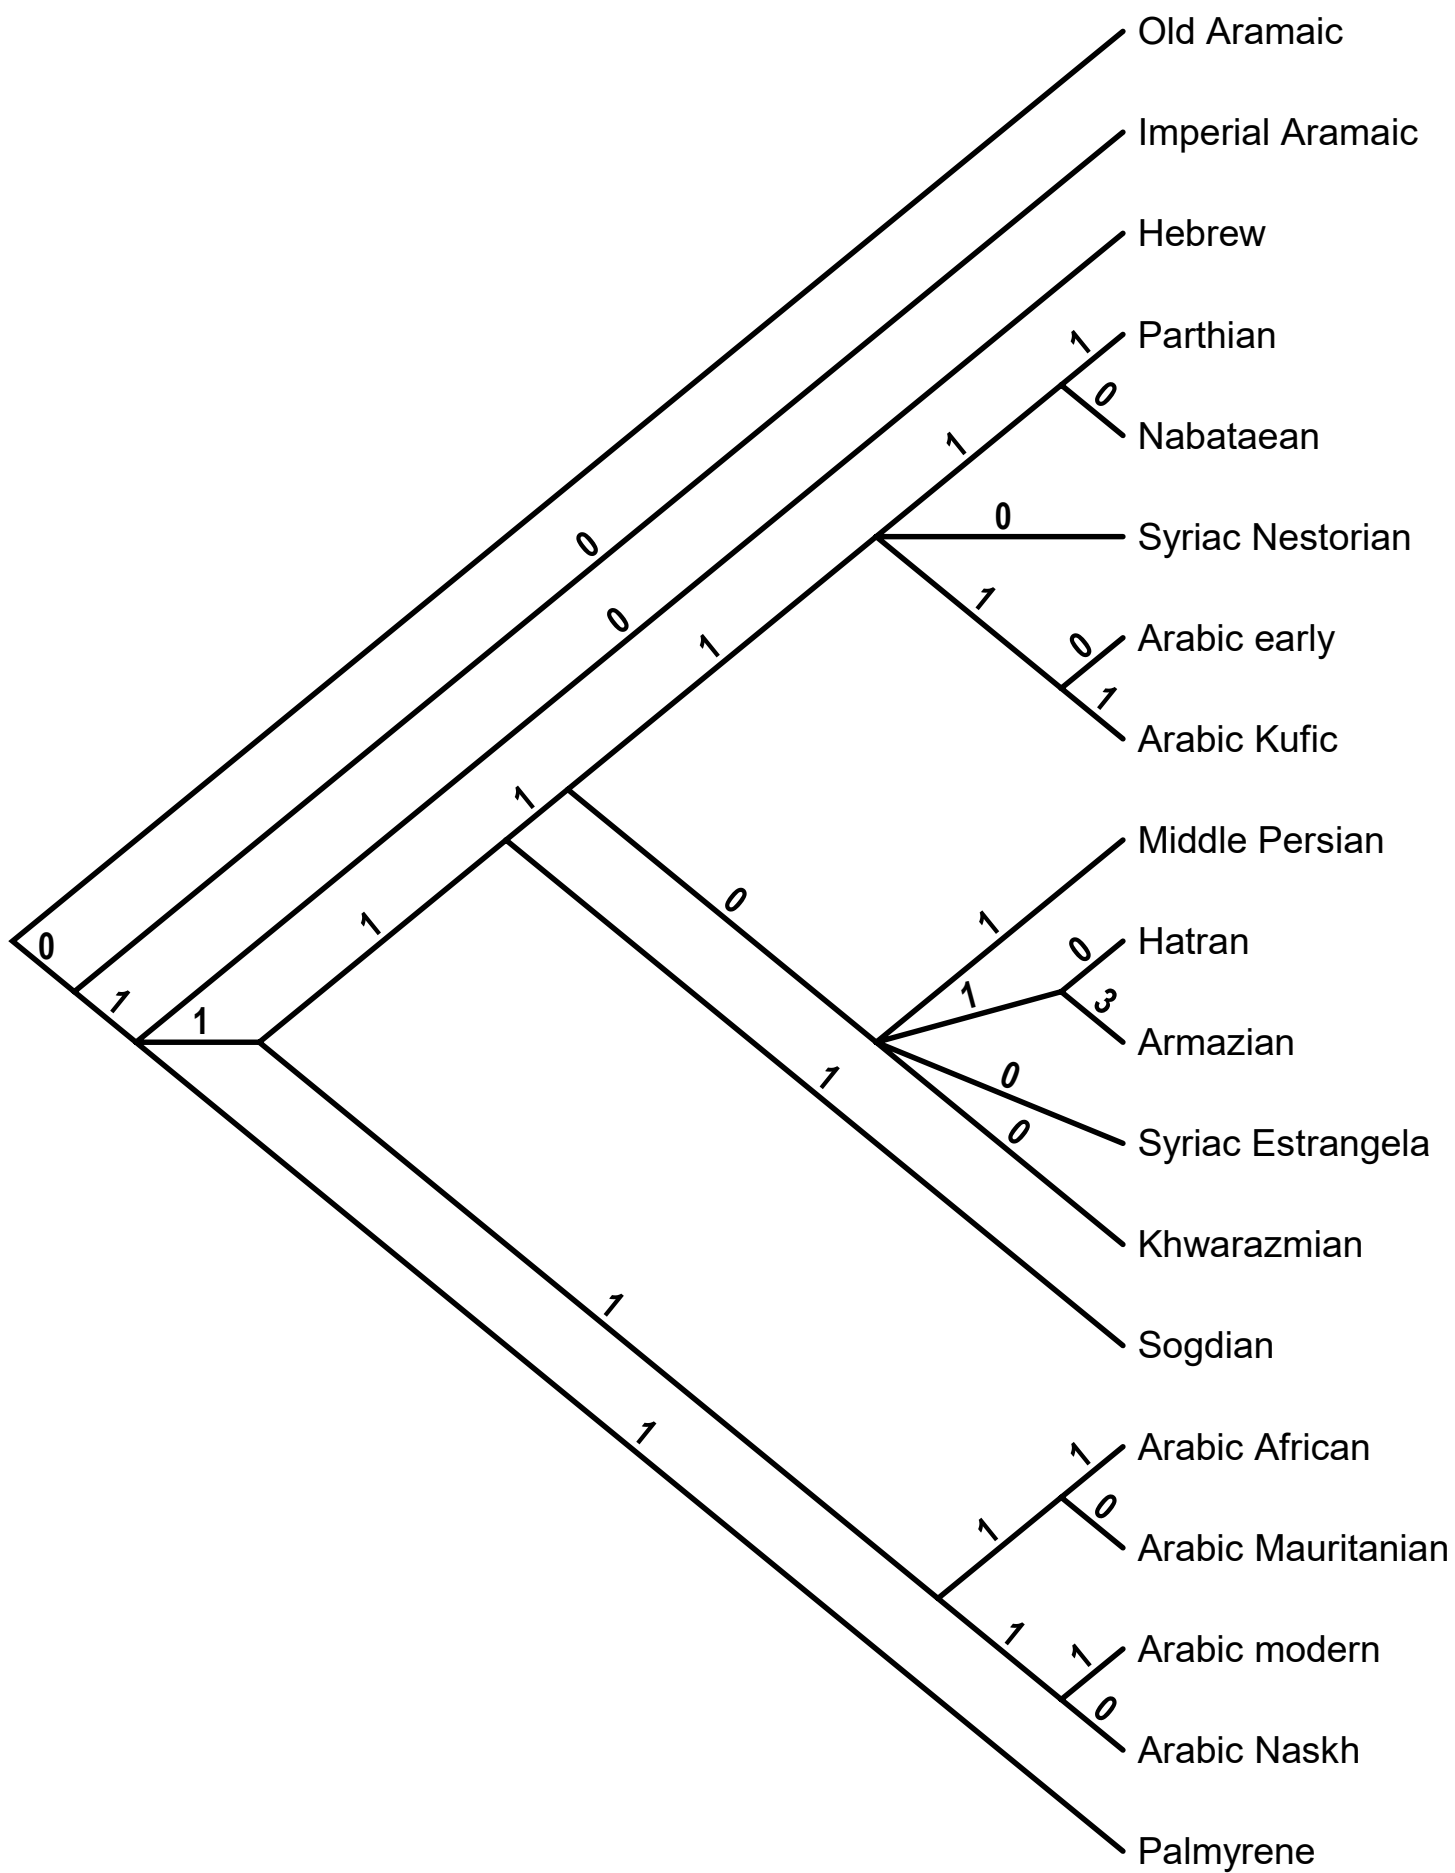 Old Aramaic
Imperial Aramaic
Hebrew
1
Parthian
0
1
Nabataean
0
0
Syriac Nestorian
1
0
0
1
Arabic early
1
Arabic Kufic
1
Middle Persian
0
1
1
0
Hatran
0
1
1
3
1
Armazian
0
1
0
Syriac Estrangela
Khwarazmian
1
Sogdian
1
1
Arabic African
1
0
Arabic Mauritanian
1
1
Arabic modern
0
Arabic Naskh
Palmyrene